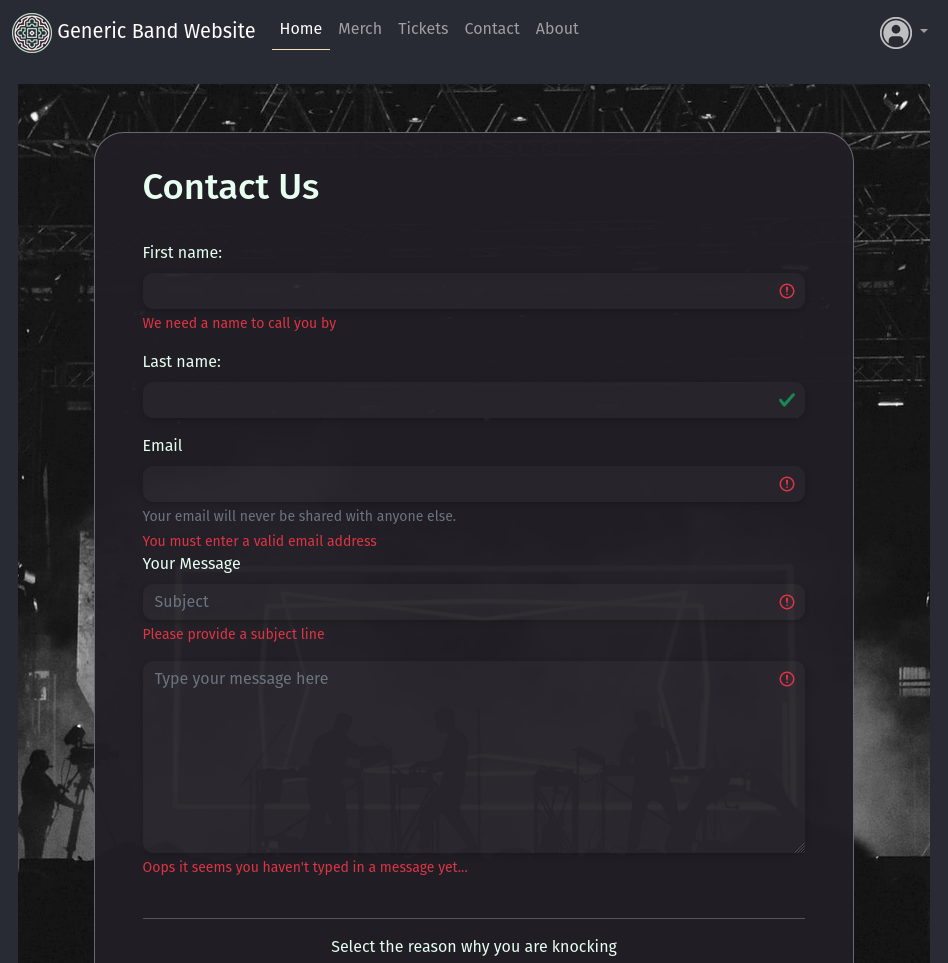 Generic Band Website
Home Merch Tickets Contact About
Contact Us
First name:
We need a name to call you by
Last name:
Email
Your email will never be shared with anyone else.
You must enter a valid email address
Your Message
Subject
Please provide a subject line
Type your message here
Oops it seems you haven't typed in a message yet...
Select the reason why you are knocking